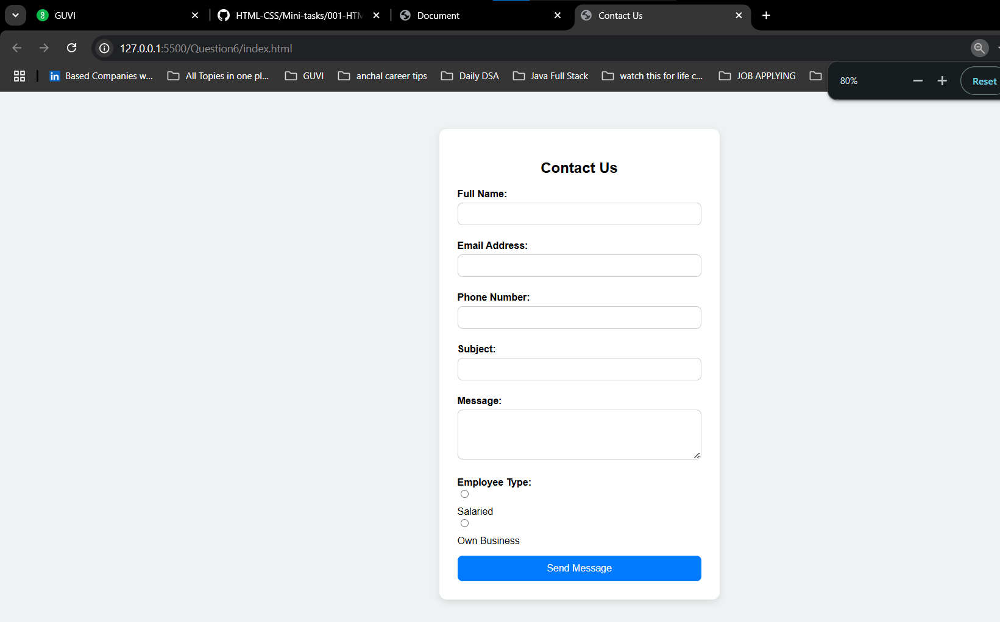 GUVI
HTML-CSS/Mini-tasks/001-HTM
Document
Contact Us
127.0.0.1:5500/Question6/index.html
in Based Companies w...
All Topies in one pl...
GUVI
anchal career tips
Daily DSA
Java Full Stack
watch this for life c...
JOB APPLYING
80%
Reset
Contact Us
Full Name:
Email Address:
Phone Number:
Subject:
Message:
Employee Type:
Salaried
Own Business
Send Message